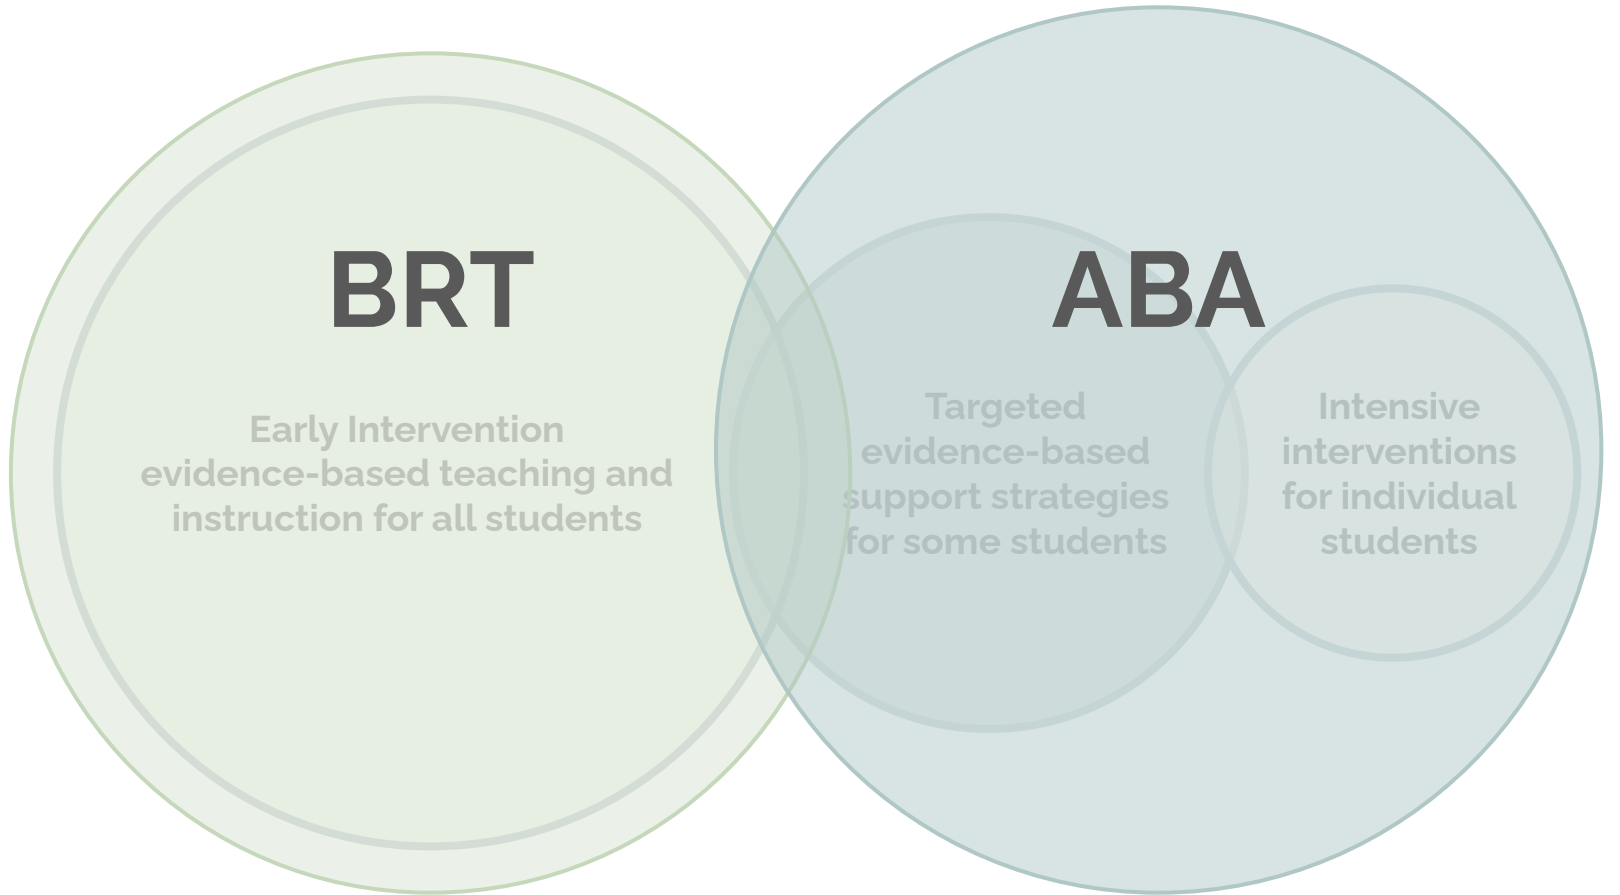 BRT
Early Intervention
evidence-based teaching and
instruction for all students
ABA
Targeted
evidence-based
support strategies
for some students
Intensive
interventions
for individual
students